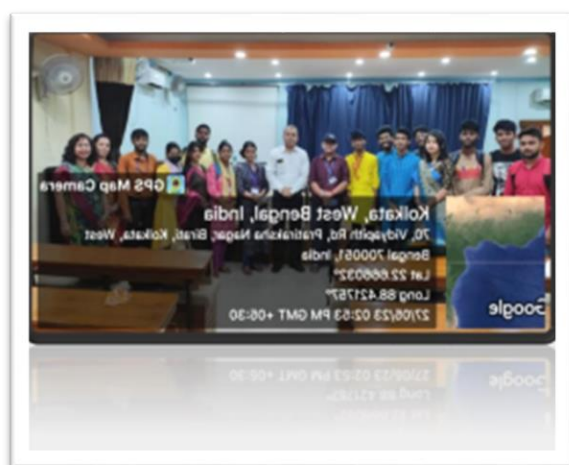 GPS Map Camera
Kolkata, West Bengal, India
70, Vidyapith Rd, Pratiraksha Nagar, Birati, Kolkata, West
Bengal 700051, India
Lat 22.666032°
Long 88.421757°
27/06/23 02:53 PM GMT +05:30
Google